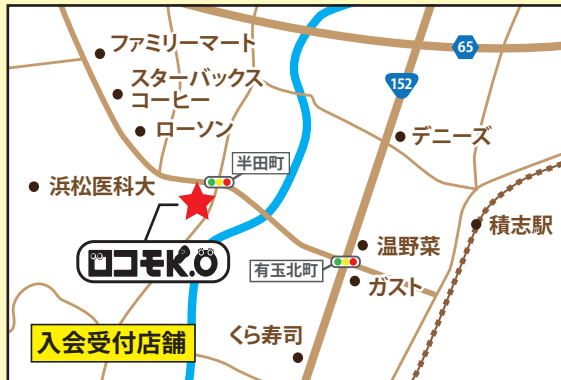 65
ファミリーマート
スターバックス
コーヒー
152
ローソン
デニーズ
半田町
浜松医科大
積志駅
ロコモK.O
温野菜
有玉北町
ガスト
入会受付店舗
くら寿司